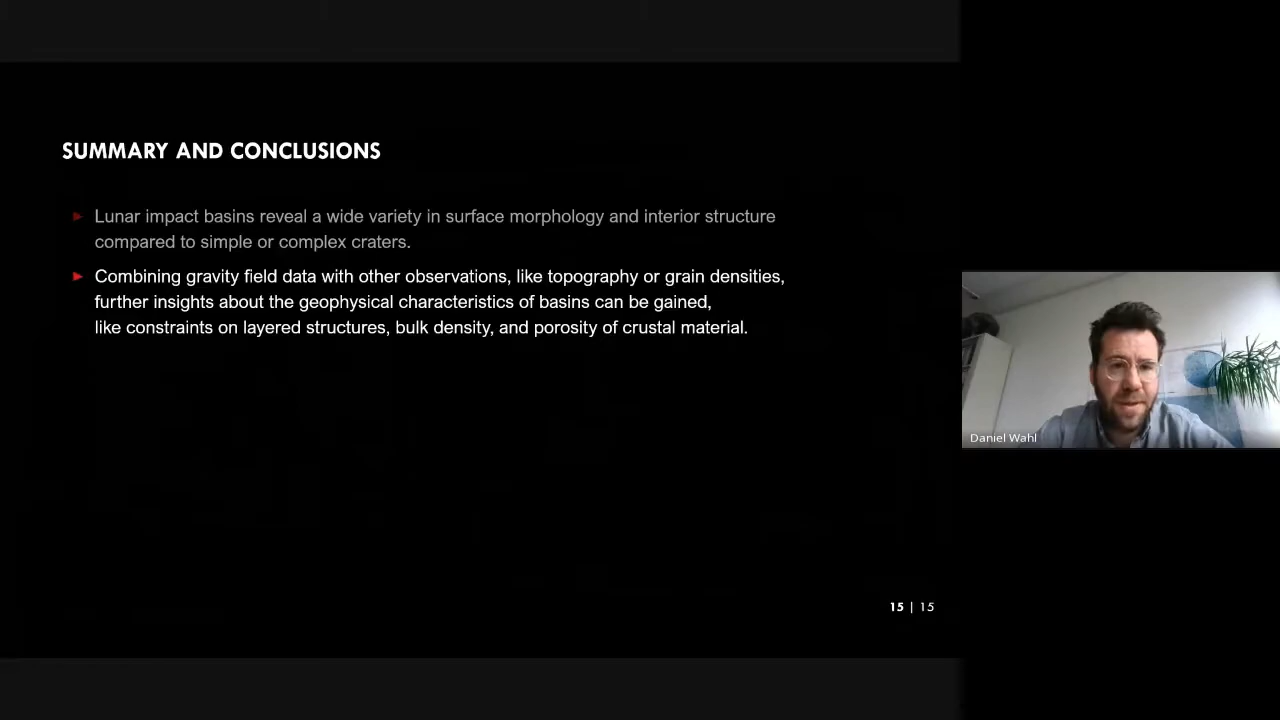 SUMMARY AND CONCLUSIONS
► Lunar impact basins reveal a wide variety in surface morphology and interior structure
compared to simple or complex craters.
► Combining gravity field data with other observations, like topography or grain densities,
further insights about the geophysical characteristics of basins can be gained,
like constraints on layered structures, bulk density, and porosity of crustal material.
Daniel Wahl
15 | 15